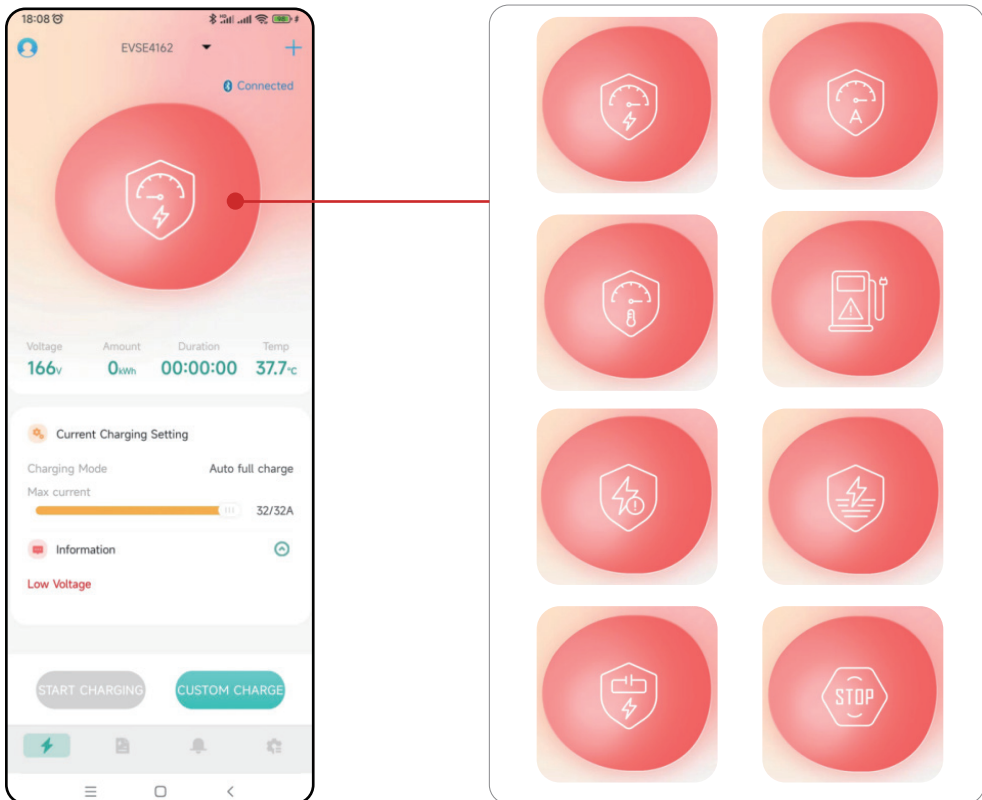 18:08
EVSE4162
Connected
Voltage Amount Duration Temp
166V 0kWh 00:00:00 37.7℃
Current Charging Setting
Charging Mode Auto full charge
Max current
32/32A
Information
Low Voltage
START CHARGING CUSTOM CHARGE
A
STOP